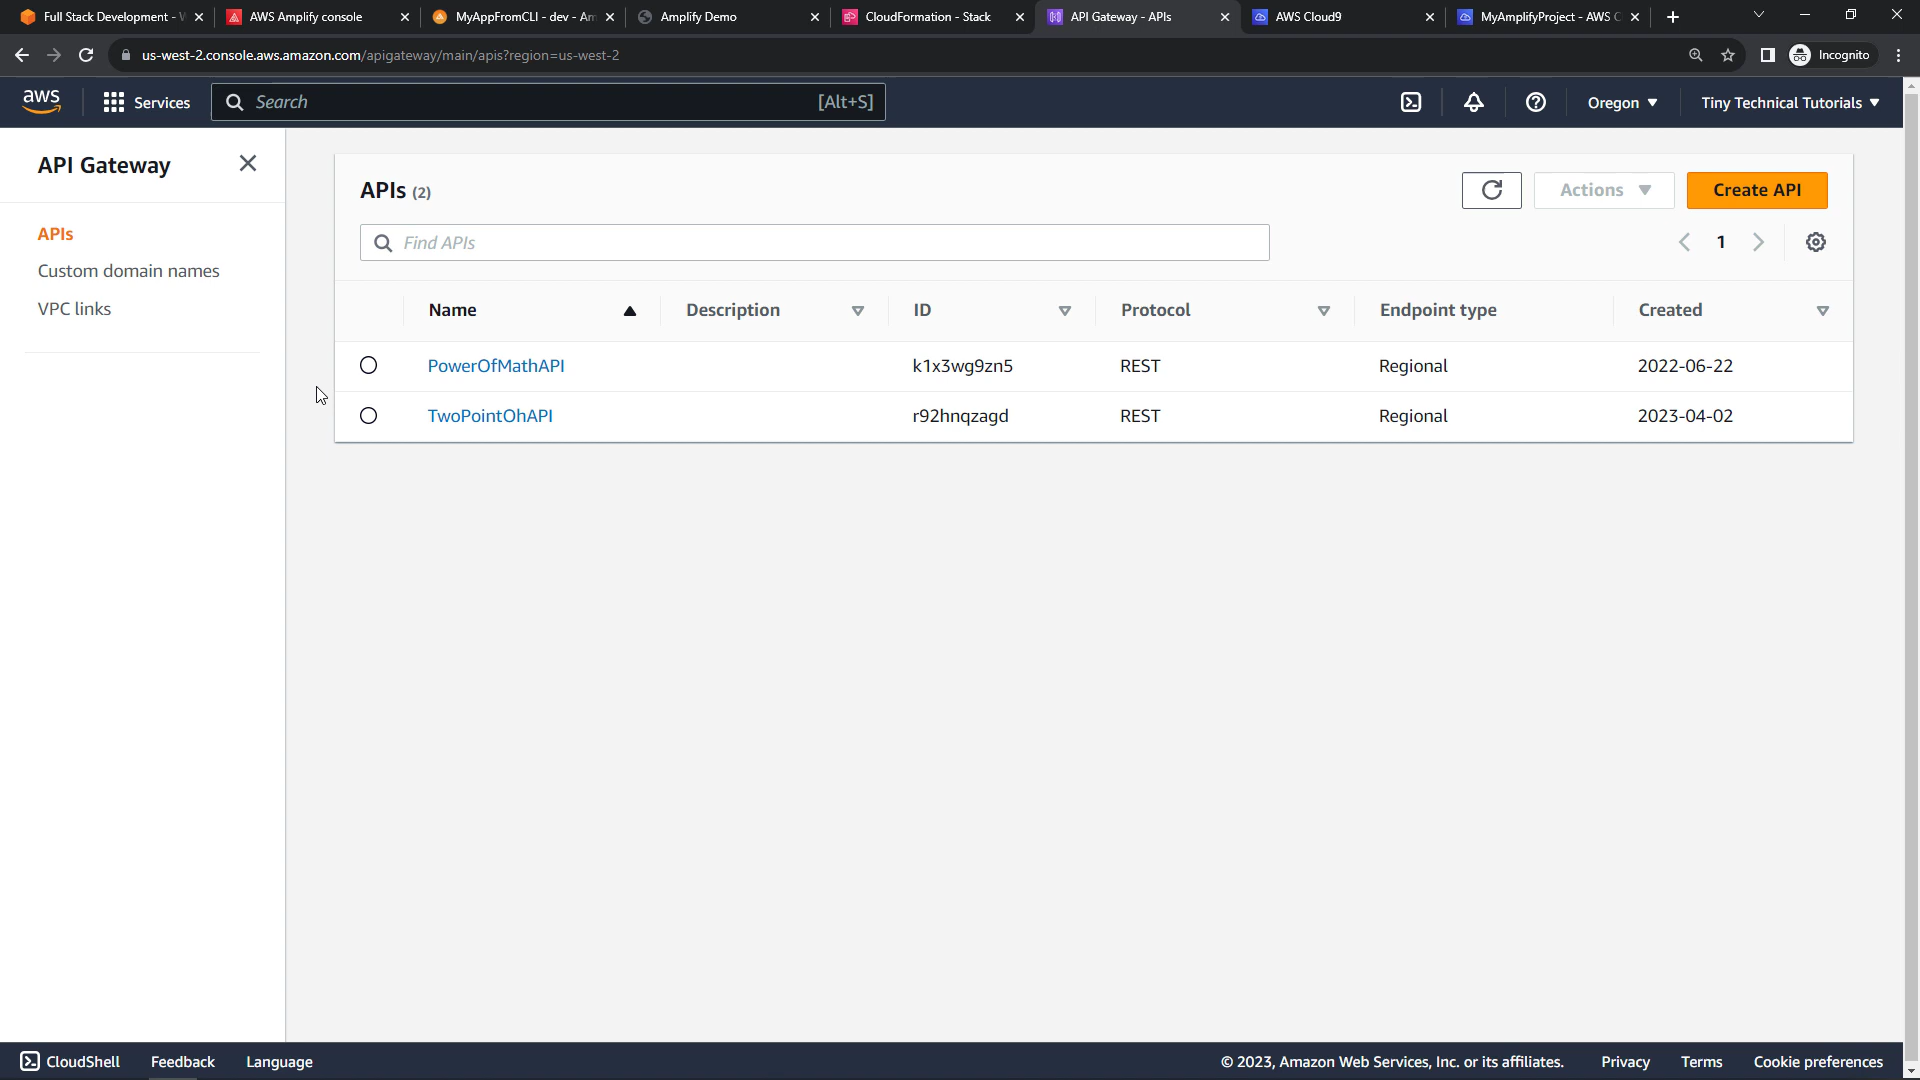 Full Stack Development - W
AWS Amplify console
MyAppFromCLI - dev - Am
Amplify Demo
CloudFormation - Stack
API Gateway - APIs
AWS Cloud9
MyAmplifyProject - AWS C
us-west-2.console.aws.amazon.com/apigateway/main/apis?region=us-west-2
Incognito
aws
Services
Search
[Alt+S]
Oregon
Tiny Technical Tutorials
API Gateway
APIs
Custom domain names
VPC links
APIs (2)
Actions
Create API
Find APIs
1
Name Description ID Protocol Endpoint type Created
PowerOfMathAPI k1x3wg9zn5 REST Regional 2022-06-22
TwoPointOhAPI r92hnqzagd REST Regional 2023-04-02
CloudShell Feedback Language © 2023, Amazon Web Services, Inc. or its affiliates. Privacy Terms Cookie preferences